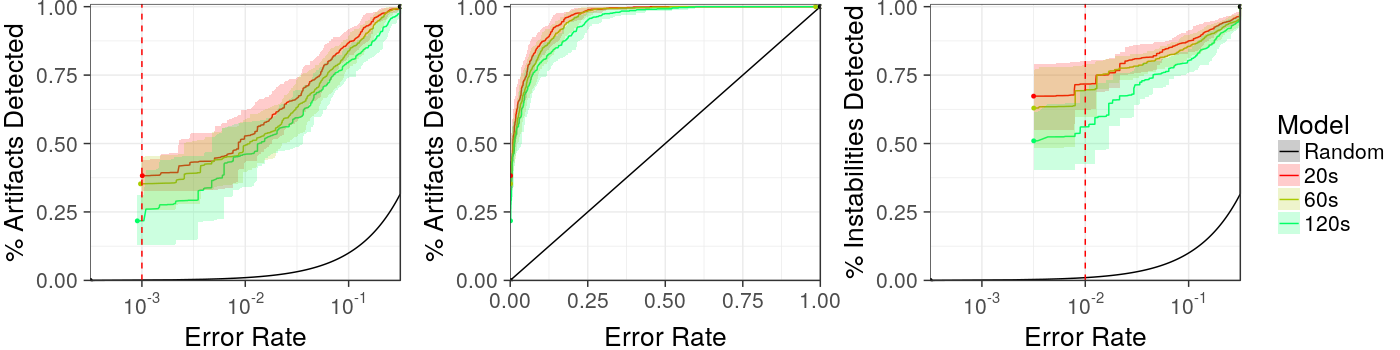 % Artifacts Detected
1.00
0.75
0.50
0.25
0.00
10-3
10-2
10-1
Error Rate
% Artifacts Detected
1.00
0.75
0.50
0.25
0.00
0.00
0.25
0.50
0.75
1.00
Error Rate
% Instabilities Detected
1.00
0.75
0.50
0.25
0.00
10-3
10-2
10-1
Error Rate
Model
Random
20s
60s
120s